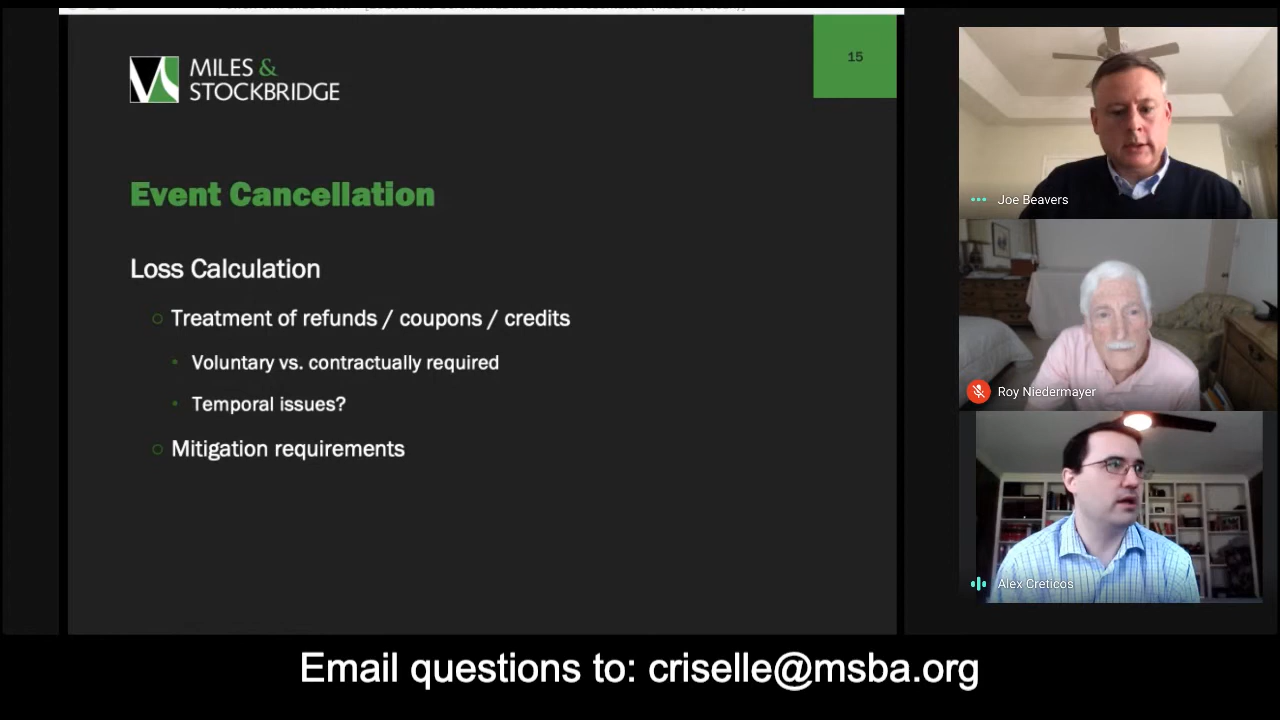 MILES &
STOCKBRIDGE
15
Event Cancellation
Loss Calculation
Treatment of refunds / coupons / credits
Voluntary vs. contractually required
Temporal issues?
Mitigation requirements
Joe Beavers
Roy Niedermayer
Alex Creticos
Email questions to: criselle@msba.org